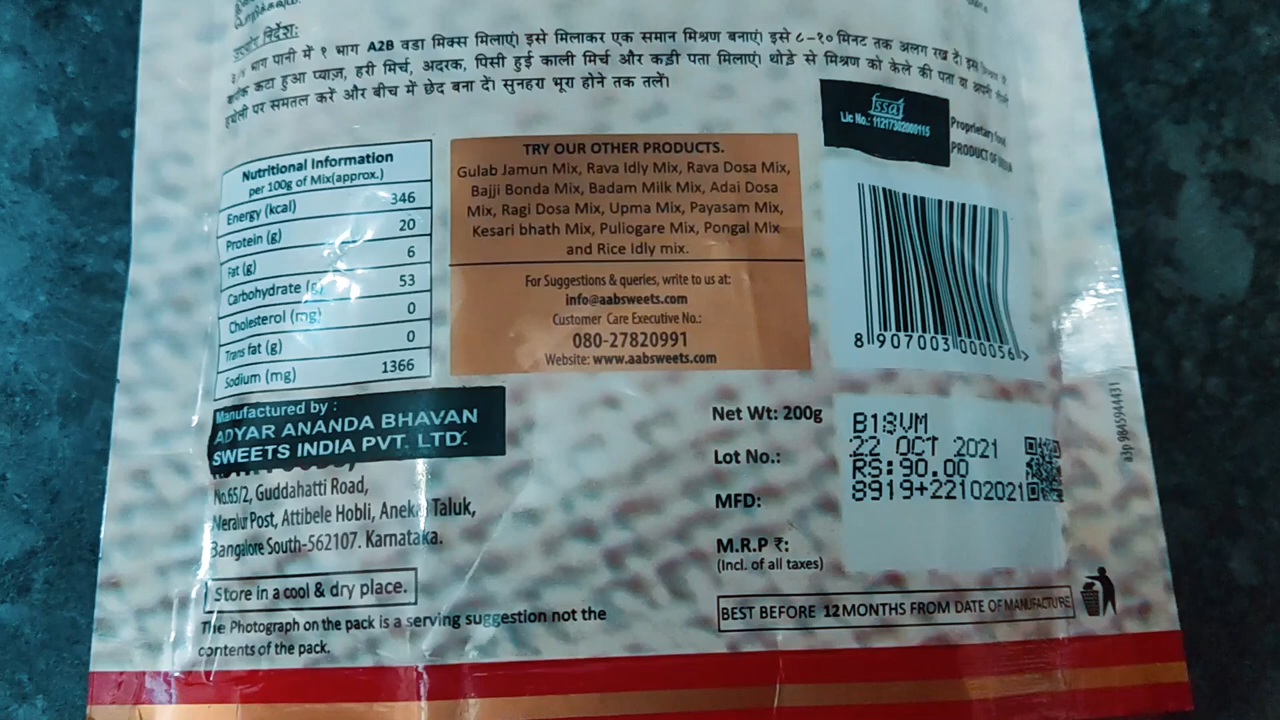 उपयोग निर्देश:
३/४ भाग पानी में १ भाग A2B वडा मिक्स मिलाएं। इसे मिलाकर एक समान मिश्रण बनाएं। इसे ८-१० मिनट तक अलग रख दें। इस
कटा हुआ प्याज़, हरी मिर्च, अदरक, पिसी हुई काली मिर्च और कडी पता मिलाएं। थोडे से मिश्रण को केले की पता या अपनी
हथेली पर समतल करें और बीच में छेद बना दें। सुनहरा भूरा होने तक तलें।
fssai
Lic No.: 11217302000115
Proprietary food
PRODUCT OF INDIA
Nutritional Information
per 100g of Mix(approx.)
Energy (kcal) 346
Protein (g) 20
Fat (g) 6
Carbohydrate (g) 53
Cholesterol (mg) 0
Trans fat (g) 0
Sodium (mg) 1366
TRY OUR OTHER PRODUCTS.
Gulab Jamun Mix, Rava Idly Mix, Rava Dosa Mix,
Bajji Bonda Mix, Badam Milk Mix, Adai Dosa
Mix, Ragi Dosa Mix, Upma Mix, Payasam Mix,
Kesari bhath Mix, Puliogare Mix, Pongal Mix
and Rice Idly mix.
For Suggestions & queries, write to us at:
info@aabsweets.com
Customer Care Executive No.:
080-27820991
Website: www.aabsweets.com
8 907003 000056 >
Manufactured by :
ADYAR ANANDA BHAVAN
SWEETS INDIA PVT. LTD.
No.65/2, Guddahatti Road,
Neralur Post, Attibele Hobli, Anekal Taluk,
Bangalore South-562107. Karnataka.
Store in a cool & dry place.
The Photograph on the pack is a serving suggestion not the
contents of the pack.
Net Wt: 200g
Lot No.:
MFD:
M.R.P ₹:
(Incl. of all taxes)
B1SVM
22 OCT 2021
RS:90.00
8919+22102021
BEST BEFORE 12 MONTHS FROM DATE OF MANUFACTURE
a3p 9845944431